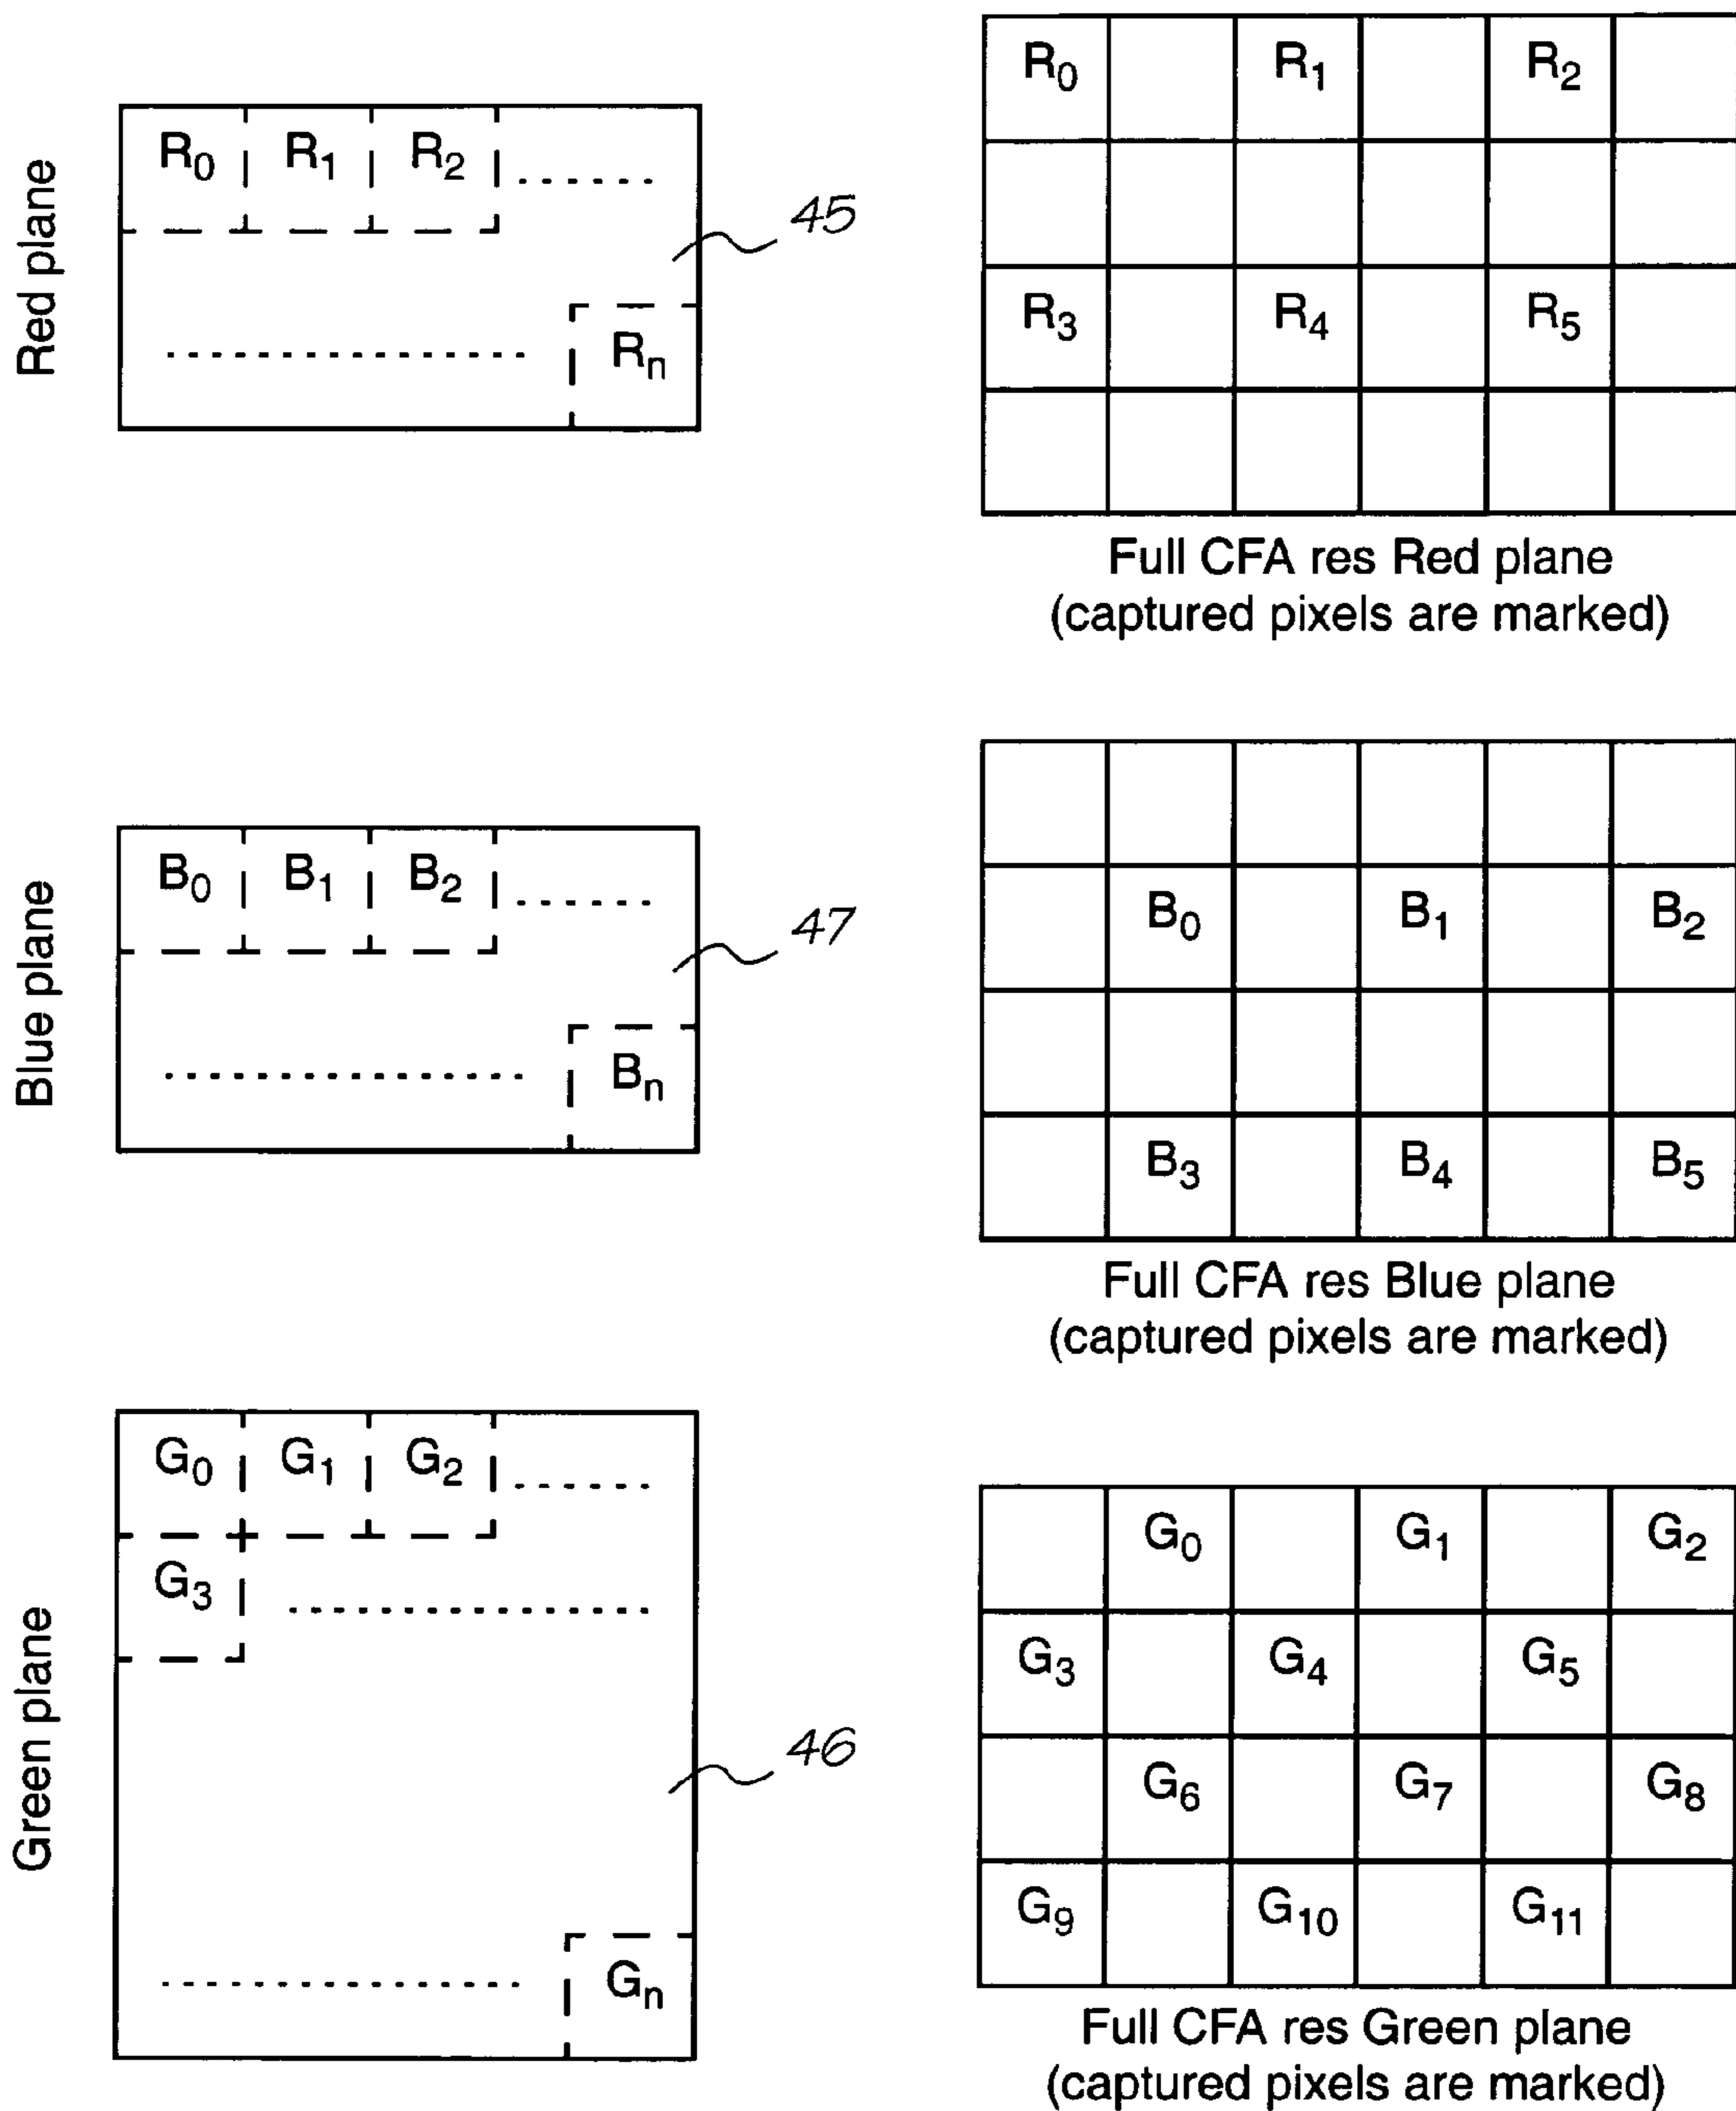 Red plane
R0 R1 R2 ......
45
................ Rn
R0 R1 R2
R3 R4 R5
Full CFA res Red plane
(captured pixels are marked)
Blue plane
B0 B1 B2 ......
47
................ Bn
B0 B1 B2
B3 B4 B5
Full CFA res Blue plane
(captured pixels are marked)
Green plane
G0 G1 G2 ......
G3 ................
46
................ Gn
G0 G1 G2
G3 G4 G5
G6 G7 G8
G9 G10 G11
Full CFA res Green plane
(captured pixels are marked)